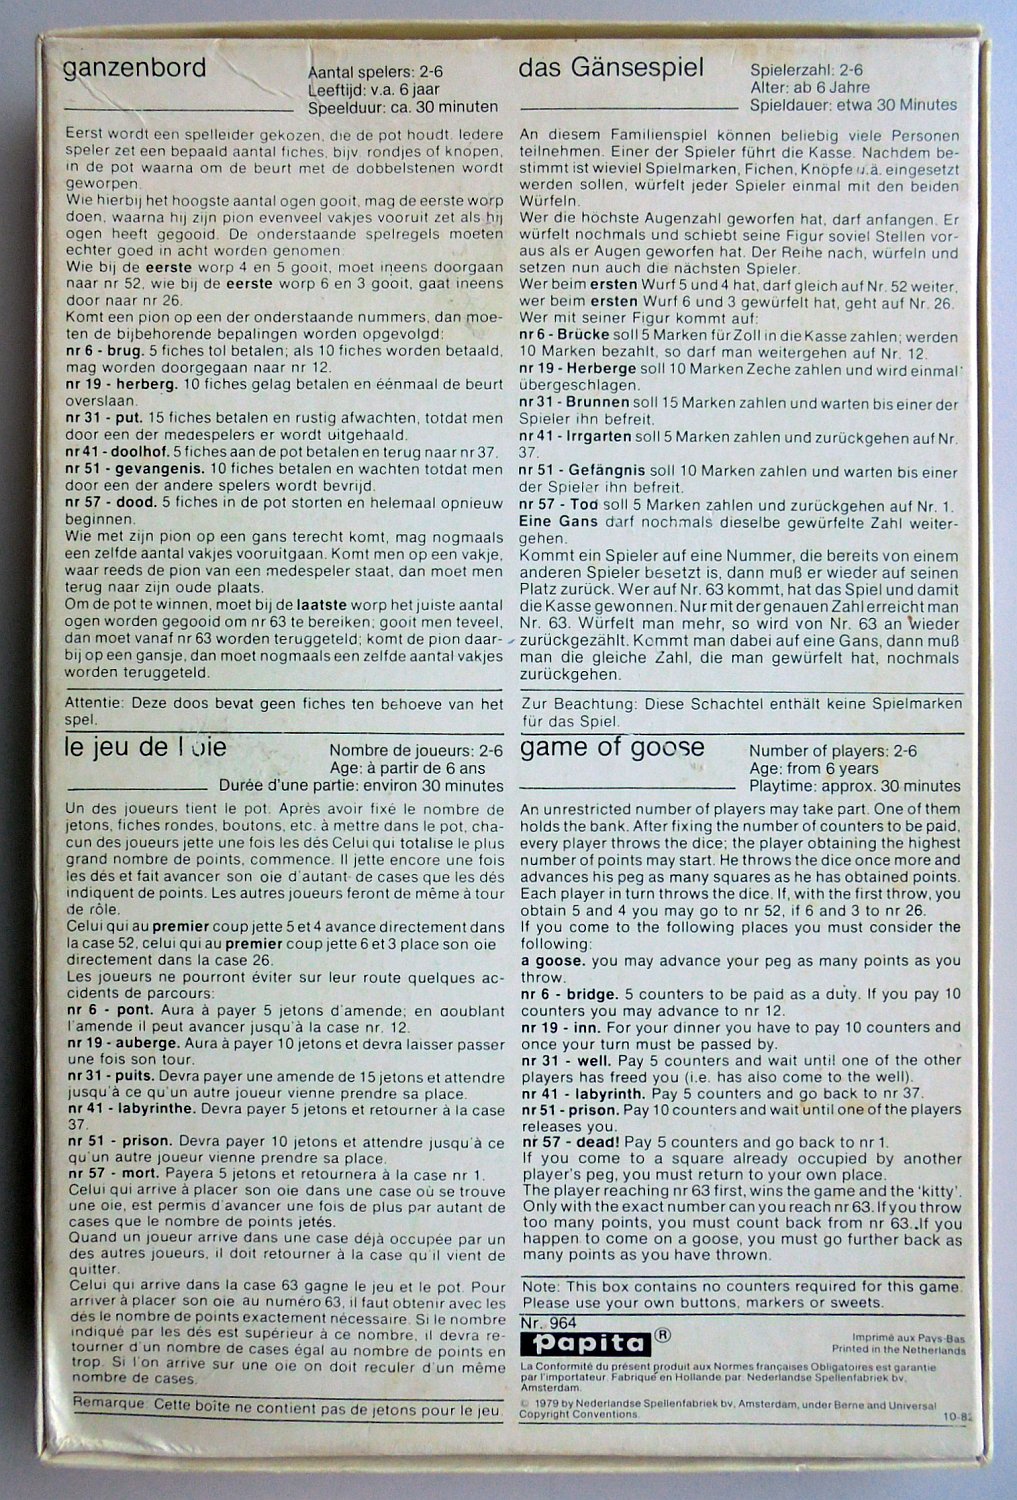 ganzenbord
Aantal spelers: 2-6
Leeftijd: v.a. 6 jaar
Speelduur: ca. 30 minuten
Eerst wordt een spelleider gekozen, die de pot houdt. Iedere
speler zet een bepaald aantal fiches, bijv. rondjes of knopen,
in de pot waarna om de beurt met de dobbelstenen wordt
geworpen.
Wie hierbij het hoogste aantal ogen gooit, mag de eerste worp
doen, waarna hij zijn pion evenveel vakjes vooruit zet als hij
ogen heeft gegooid. De onderstaande spelregels moeten
echter goed in acht worden genomen.
Wie bij de eerste worp 4 en 5 gooit, moet ineens doorgaan
naar nr 52, wie bij de eerste worp 6 en 3 gooit, gaat ineens
door naar nr 26.
Komt een pion op een der onderstaande nummers, dan moe-
ten de bijbehorende bepalingen worden opgevolgd:
nr 6 - brug. 5 fiches tol betalen; als 10 fiches worden betaald,
mag worden doorgegaan naar nr 12.
nr 19 - herberg. 10 fiches gelag betalen en éénmaal de beurt
overslaan.
nr 31 - put. 15 fiches betalen en rustig afwachten, totdat men
door een der medespelers er wordt uitgehaald.
nr 41 - doolhof. 5 fiches aan de pot betalen en terug naar nr 37.
nr 51 - gevangenis. 10 fiches betalen en wachten totdat men
door een der andere spelers wordt bevrijd.
nr 57 - dood. 5 fiches in de pot storten en helemaal opnieuw
beginnen.
Wie met zijn pion op een gans terecht komt, mag nogmaals
een zelfde aantal vakjes vooruitgaan. Komt men op een vakje,
waar reeds de pion van een medespeler staat, dan moet men
terug naar zijn oude plaats.
Om de pot te winnen, moet bij de laatste worp het juiste aantal
ogen worden gegooid om nr 63 te bereiken; gooit men teveel,
dan moet vanaf nr 63 worden teruggeteld; komt de pion daar-
bij op een gansje, dan moet nogmaals een zelfde aantal vakjes
worden teruggeteld.
Attentie: Deze doos bevat geen fiches ten behoeve van het
spel.
das Gänsespiel
Spielerzahl: 2-6
Alter: ab 6 Jahre
Spieldauer: etwa 30 Minutes
An diesem Familienspiel können beliebig viele Personen
teilnehmen. Einer der Spieler führt die Kasse. Nachdem be-
stimmt ist wieviel Spielmarken, Fichen, Knöpfe u.ä. eingesetzt
werden sollen, würfelt jeder Spieler einmal mit den beiden
Würfeln.
Wer die höchste Augenzahl geworfen hat, darf anfangen. Er
würfelt nochmals und schiebt seine Figur soviel Stellen vor-
aus als er Augen geworfen hat. Der Reihe nach, würfeln und
setzen nun auch die nächsten Spieler.
Wer beim ersten Wurf 5 und 4 hat, darf gleich auf Nr. 52 weiter,
wer beim ersten Wurf 6 und 3 gewürfelt hat, geht auf Nr. 26.
Wer mit seiner Figur kommt auf:
nr 6 - Brücke soll 5 Marken für Zoll in die Kasse zahlen; werden
10 Marken bezahlt, so darf man weitergehen auf Nr. 12.
nr 19 - Herberge soll 10 Marken Zeche zahlen und wird einmal
übergeschlagen.
nr 31 - Brunnen soll 15 Marken zahlen und warten bis einer der
Spieler ihn befreit.
nr 41 - Irrgarten soll 5 Marken zahlen und zurückgehen auf Nr.
37.
nr 51 - Gefängnis soll 10 Marken zahlen und warten bis einer
der Spieler ihn befreit.
nr 57 - Tod soll 5 Marken zahlen und zurückgehen auf Nr. 1.
Eine Gans darf nochmals dieselbe gewürfelte Zahl weiter-
gehen.
Kommt ein Spieler auf eine Nummer, die bereits von einem
anderen Spieler besetzt is, dann muß er wieder auf seinen
Platz zurück. Wer auf Nr. 63 kommt, hat das Spiel und damit
die Kasse gewonnen. Nur mit der genauen Zahl erreicht man
Nr. 63. Würfelt man mehr, so wird von Nr. 63 an wieder
zurückgezählt. Kommt man dabei auf eine Gans, dann muß
man die gleiche Zahl, die man gewürfelt hat, nochmals
zurückgehen.
Zur Beachtung: Diese Schachtel enthält keine Spielmarken
für das Spiel.
le jeu de l oie
Nombre de joueurs: 2-6
Age: à partir de 6 ans
Durée d'une partie: environ 30 minutes
Un des joueurs tient le pot. Après avoir fixé le nombre de
jetons, fiches rondes, boutons, etc. à mettre dans le pot, cha-
cun des joueurs jette une fois les dés Celui qui totalise le plus
grand nombre de points, commence. Il jette encore une fois
les dés et fait avancer son oie d'autant de cases que les dés
indiquent de points. Les autres joueurs feront de même à tour
de rôle.
Celui qui au premier coup jette 5 et 4 avance directement dans
la case 52, celui qui au premier coup jette 6 et 3 place son oie
directement dans la case 26.
Les joueurs ne pourront éviter sur leur route quelques ac-
cidents de parcours:
nr 6 - pont. Aura à payer 5 jetons d'amende; en doublant
l'amende il peut avancer jusqu'à la case nr. 12.
nr 19 - auberge. Aura à payer 10 jetons et devra laisser passer
une fois son tour.
nr 31 - puits. Devra payer une amende de 15 jetons et attendre
jusqu'à ce qu'un autre joueur vienne prendre sa place.
nr 41 - labyrinthe. Devra payer 5 jetons et retourner à la case
37.
nr 51 - prison. Devra payer 10 jetons et attendre jusqu'à ce
qu'un autre joueur vienne prendre sa place.
nr 57 - mort. Payera 5 jetons et retournera à la case nr 1.
Celui qui arrive à placer son oie dans une case où se trouve
une oie, est permis d'avancer une fois de plus par autant de
cases que le nombre de points jetés.
Quand un joueur arrive dans une case déjà occupée par un
des autres joueurs, il doit retourner à la case qu'il vient de
quitter.
Celui qui arrive dans la case 63 gagne le jeu et le pot. Pour
arriver à placer son oie au numéro 63, il faut obtenir avec les
dés le nombre de points exactement nécessaire. Si le nombre
indiqué par les dés est supérieur à ce nombre, il devra re-
tourner d'un nombre de cases égal au nombre de points en
trop. Si l'on arrive sur une oie on doit reculer d'un même
nombre de cases.
Remarque: Cette boîte ne contient pas de jetons pour le jeu.
game of goose
Number of players: 2-6
Age: from 6 years
Playtime: approx. 30 minutes
An unrestricted number of players may take part. One of them
holds the bank. After fixing the number of counters to be paid,
every player throws the dice; the player obtaining the highest
number of points may start. He throws the dice once more and
advances his peg as many squares as he has obtained points.
Each player in turn throws the dice. If, with the first throw, you
obtain 5 and 4 you may go to nr 52, if 6 and 3 to nr 26.
If you come to the following places you must consider the
following:
a goose. you may advance your peg as many points as you
throw.
nr 6 - bridge. 5 counters to be paid as a duty. If you pay 10
counters you may advance to nr 12.
nr 19 - inn. For your dinner you have to pay 10 counters and
once your turn must be passed by.
nr 31 - well. Pay 5 counters and wait until one of the other
players has freed you (i.e. has also come to the well).
nr 41 - labyrinth. Pay 5 counters and go back to nr 37.
nr 51 - prison. Pay 10 counters and wait until one of the players
releases you.
nr 57 - dead! Pay 5 counters and go back to nr 1.
If you come to a square already occupied by another
player's peg, you must return to your own place.
The player reaching nr 63 first, wins the game and the 'kitty'.
Only with the exact number can you reach nr 63. If you throw
too many points, you must count back from nr 63. If you
happen to come on a goose, you must go further back as
many points as you have thrown.
Note: This box contains no counters required for this game.
Please use your own buttons, markers or sweets.
Nr. 964
papita®
Imprimé aux Pays-Bas
Printed in the Netherlands
La Conformité du présent produit aux Normes françaises Obligatoires est garantie
par l'importateur. Fabriqué en Hollande par: Nederlandse Spellenfabriek bv,
Amsterdam.
© 1979 by Nederlandse Spellenfabriek bv, Amsterdam, under Berne and Universal
Copyright Conventions.
10-82